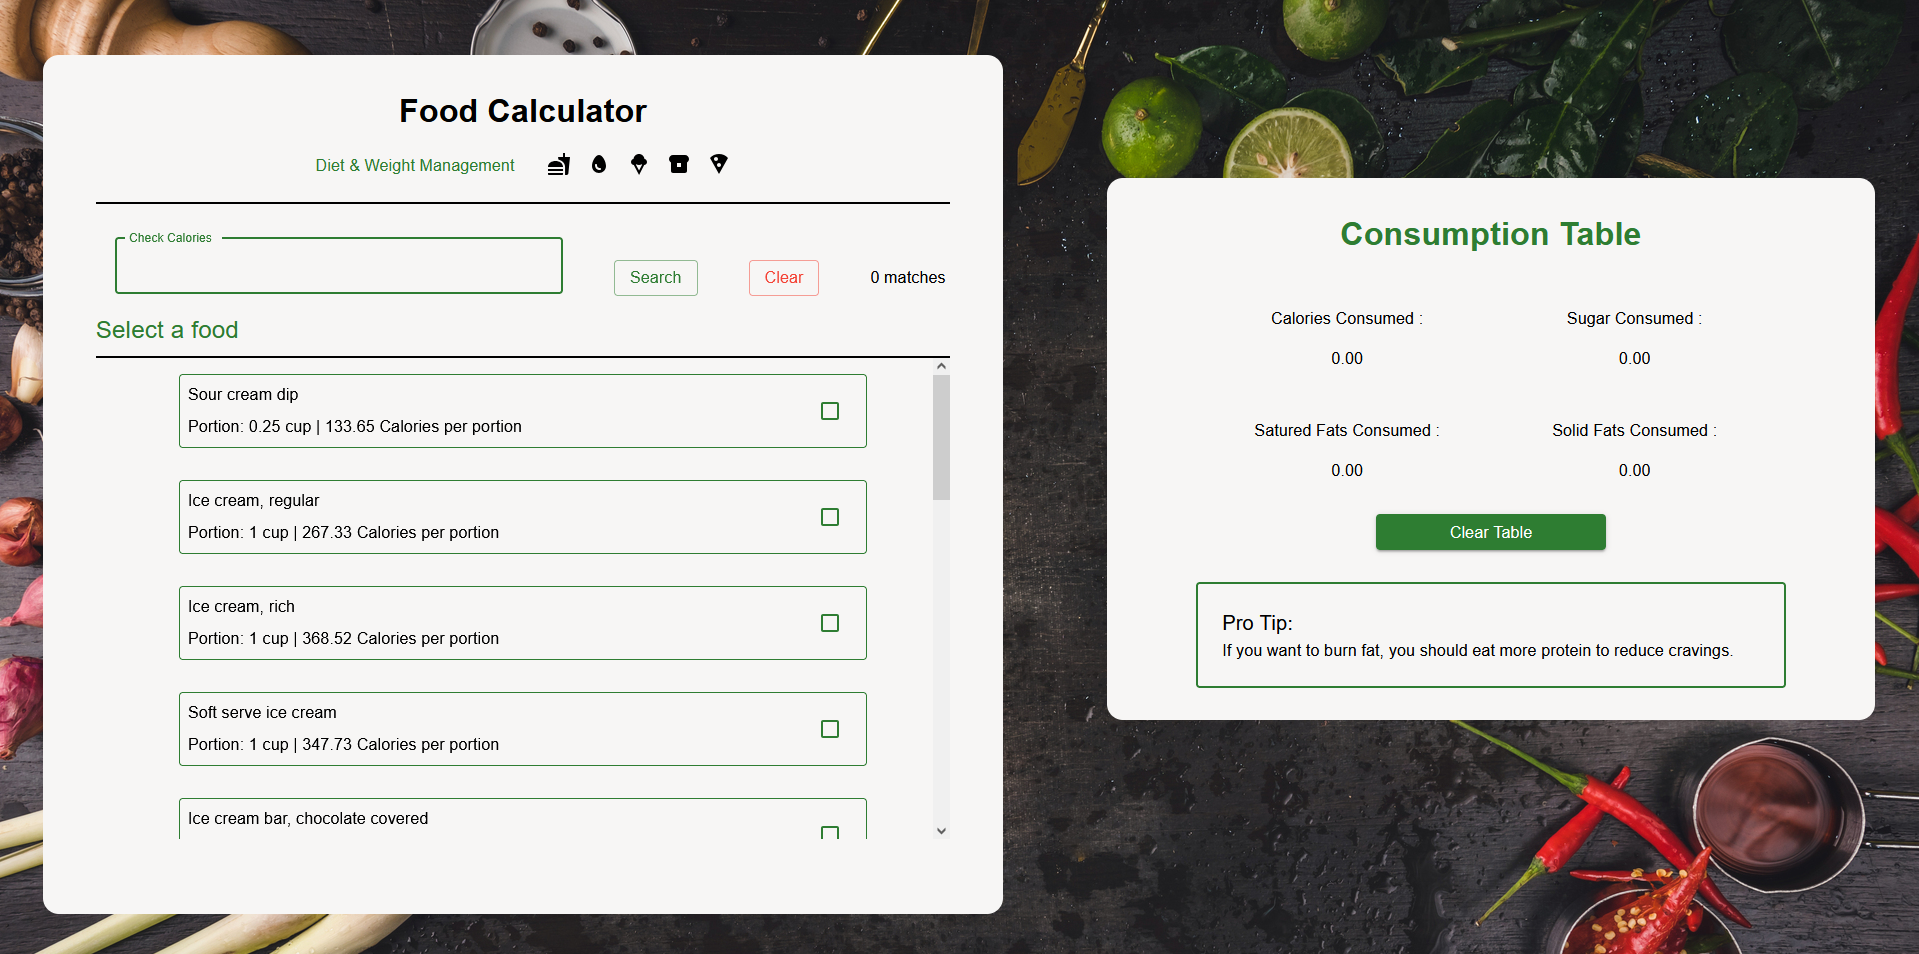 Food Calculator
Diet & Weight Management
Check Calories
Search
Clear
0 matches
Select a food
Sour cream dip
Portion: 0.25 cup | 133.65 Calories per portion
Ice cream, regular
Portion: 1 cup | 267.33 Calories per portion
Ice cream, rich
Portion: 1 cup | 368.52 Calories per portion
Soft serve ice cream
Portion: 1 cup | 347.73 Calories per portion
Ice cream bar, chocolate covered
Consumption Table
Calories Consumed :
0.00
Sugar Consumed :
0.00
Satured Fats Consumed :
0.00
Solid Fats Consumed :
0.00
Clear Table
Pro Tip:
If you want to burn fat, you should eat more protein to reduce cravings.